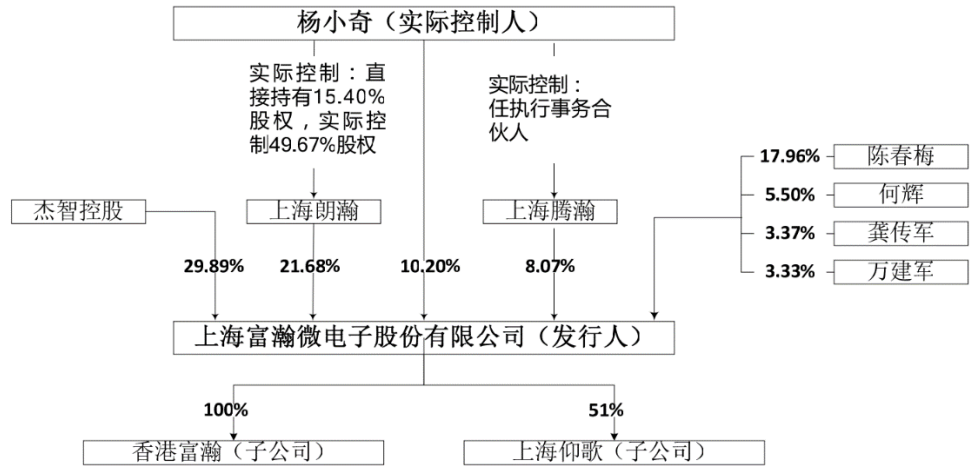 杨小奇（实际控制人）
实际控制：直
接持有15.40%
股权，实际控
制49.67%股权
实际控制：
任执行事务合
伙人
17.96%
陈春梅
5.50%
何辉
3.37%
龚传军
3.33%
万建军
杰智控股
上海朗瀚
上海腾瀚
29.89%
21.68%
10.20%
8.07%
上海富瀚微电子股份有限公司（发行人）
100%
51%
香港富瀚（子公司）
上海仰歌（子公司）